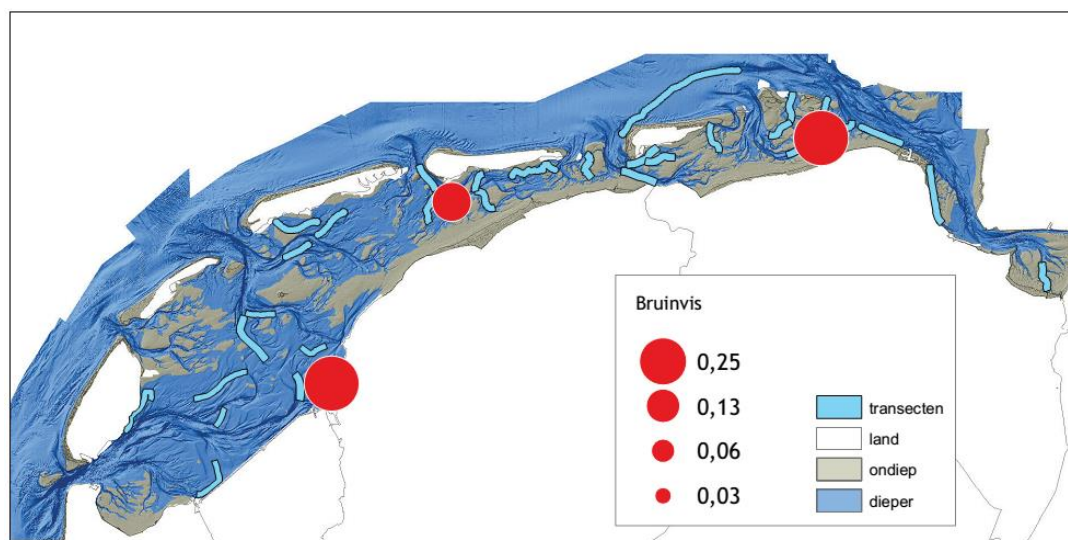 Bruinvis
0,25
0,13
0,06
0,03
transecten
land
ondiep
dieper